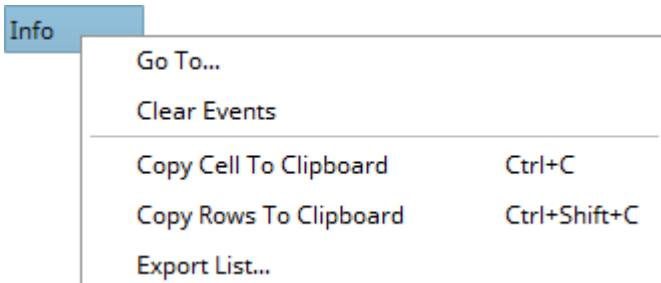 Info
Go To...
Clear Events
Copy Cell To Clipboard Ctrl+C
Copy Rows To Clipboard Ctrl+Shift+C
Export List...